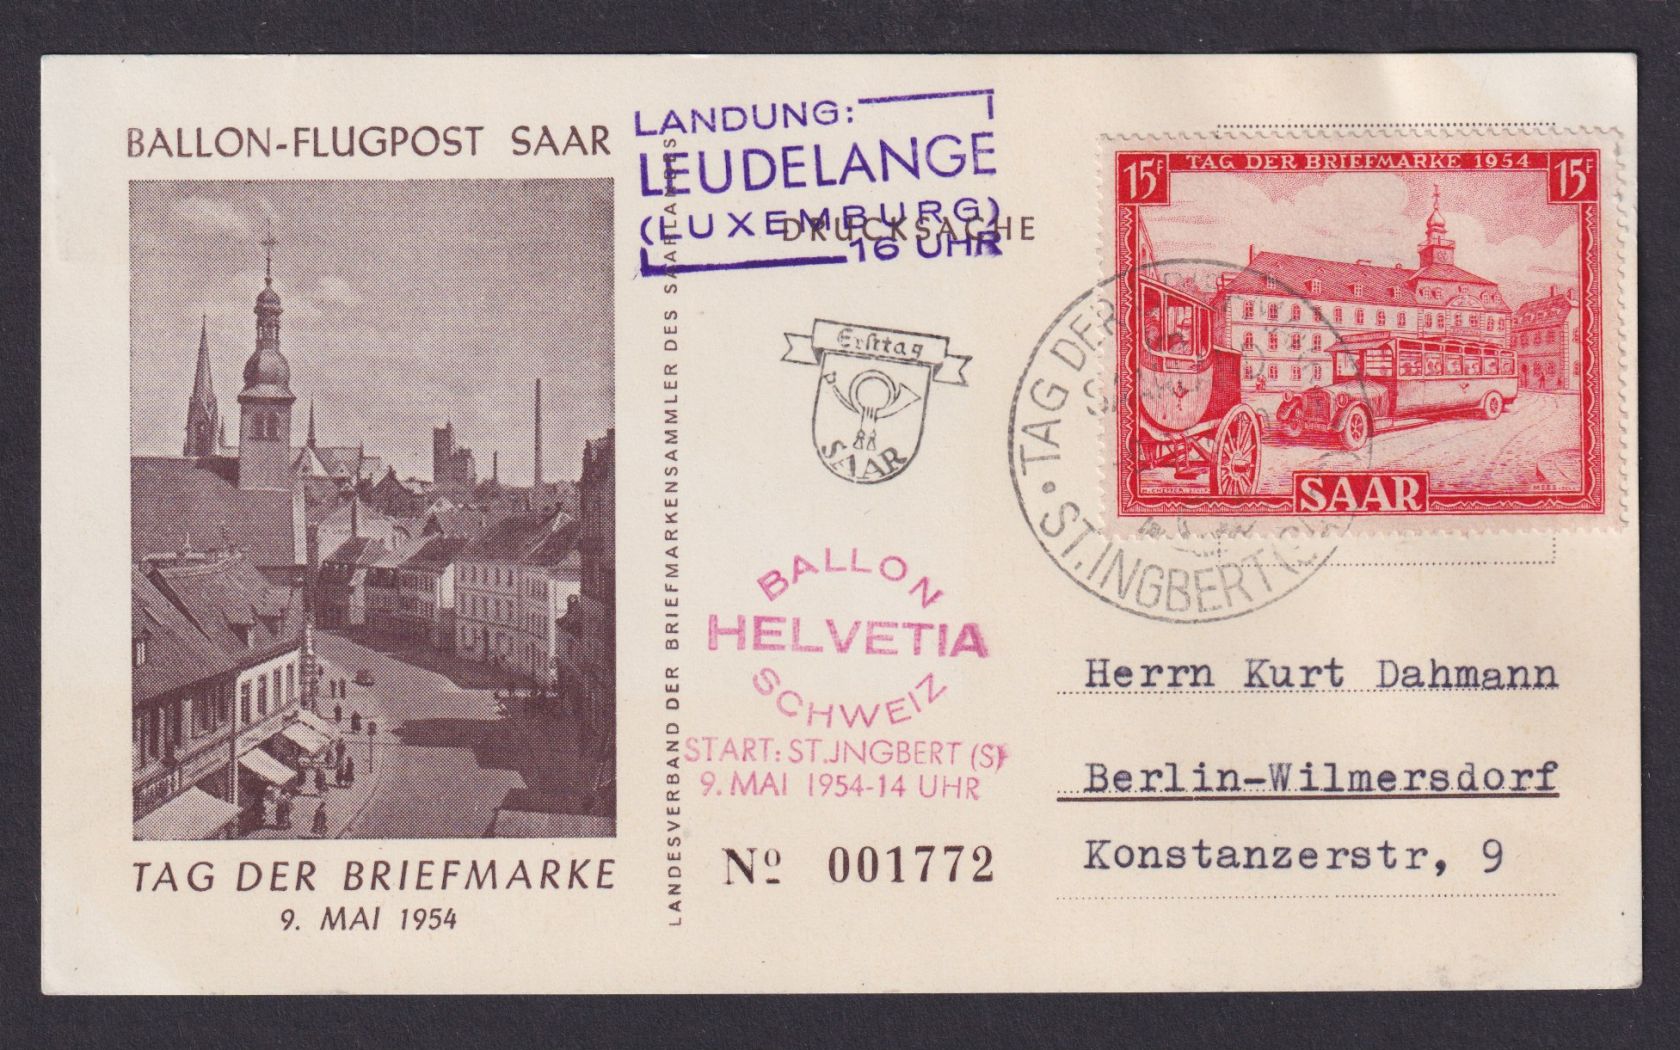 BALLON-FLUGPOST SAAR
TAG DER BRIEFMARKE
9. MAI 1954
LANDESVERBAND DER BRIEFMARKENSAMMLER DES SAARLANDES
LANDUNG:
LEUDELANGE
(LUXEMBURG)
16 UHR
DRUCKSACHE
Ersttag
SAAR
BALLON
HELVETIA
SCHWEIZ
START: ST.JNGBERT (S)
9. MAI 1954-14 UHR
Nº 001772
15F TAG DER BRIEFMARKE 1954 15F
SAAR
TAG DER
ST. INGBERT (
Herrn Kurt Dahmann
Berlin-Wilmersdorf
Konstanzerstr, 9